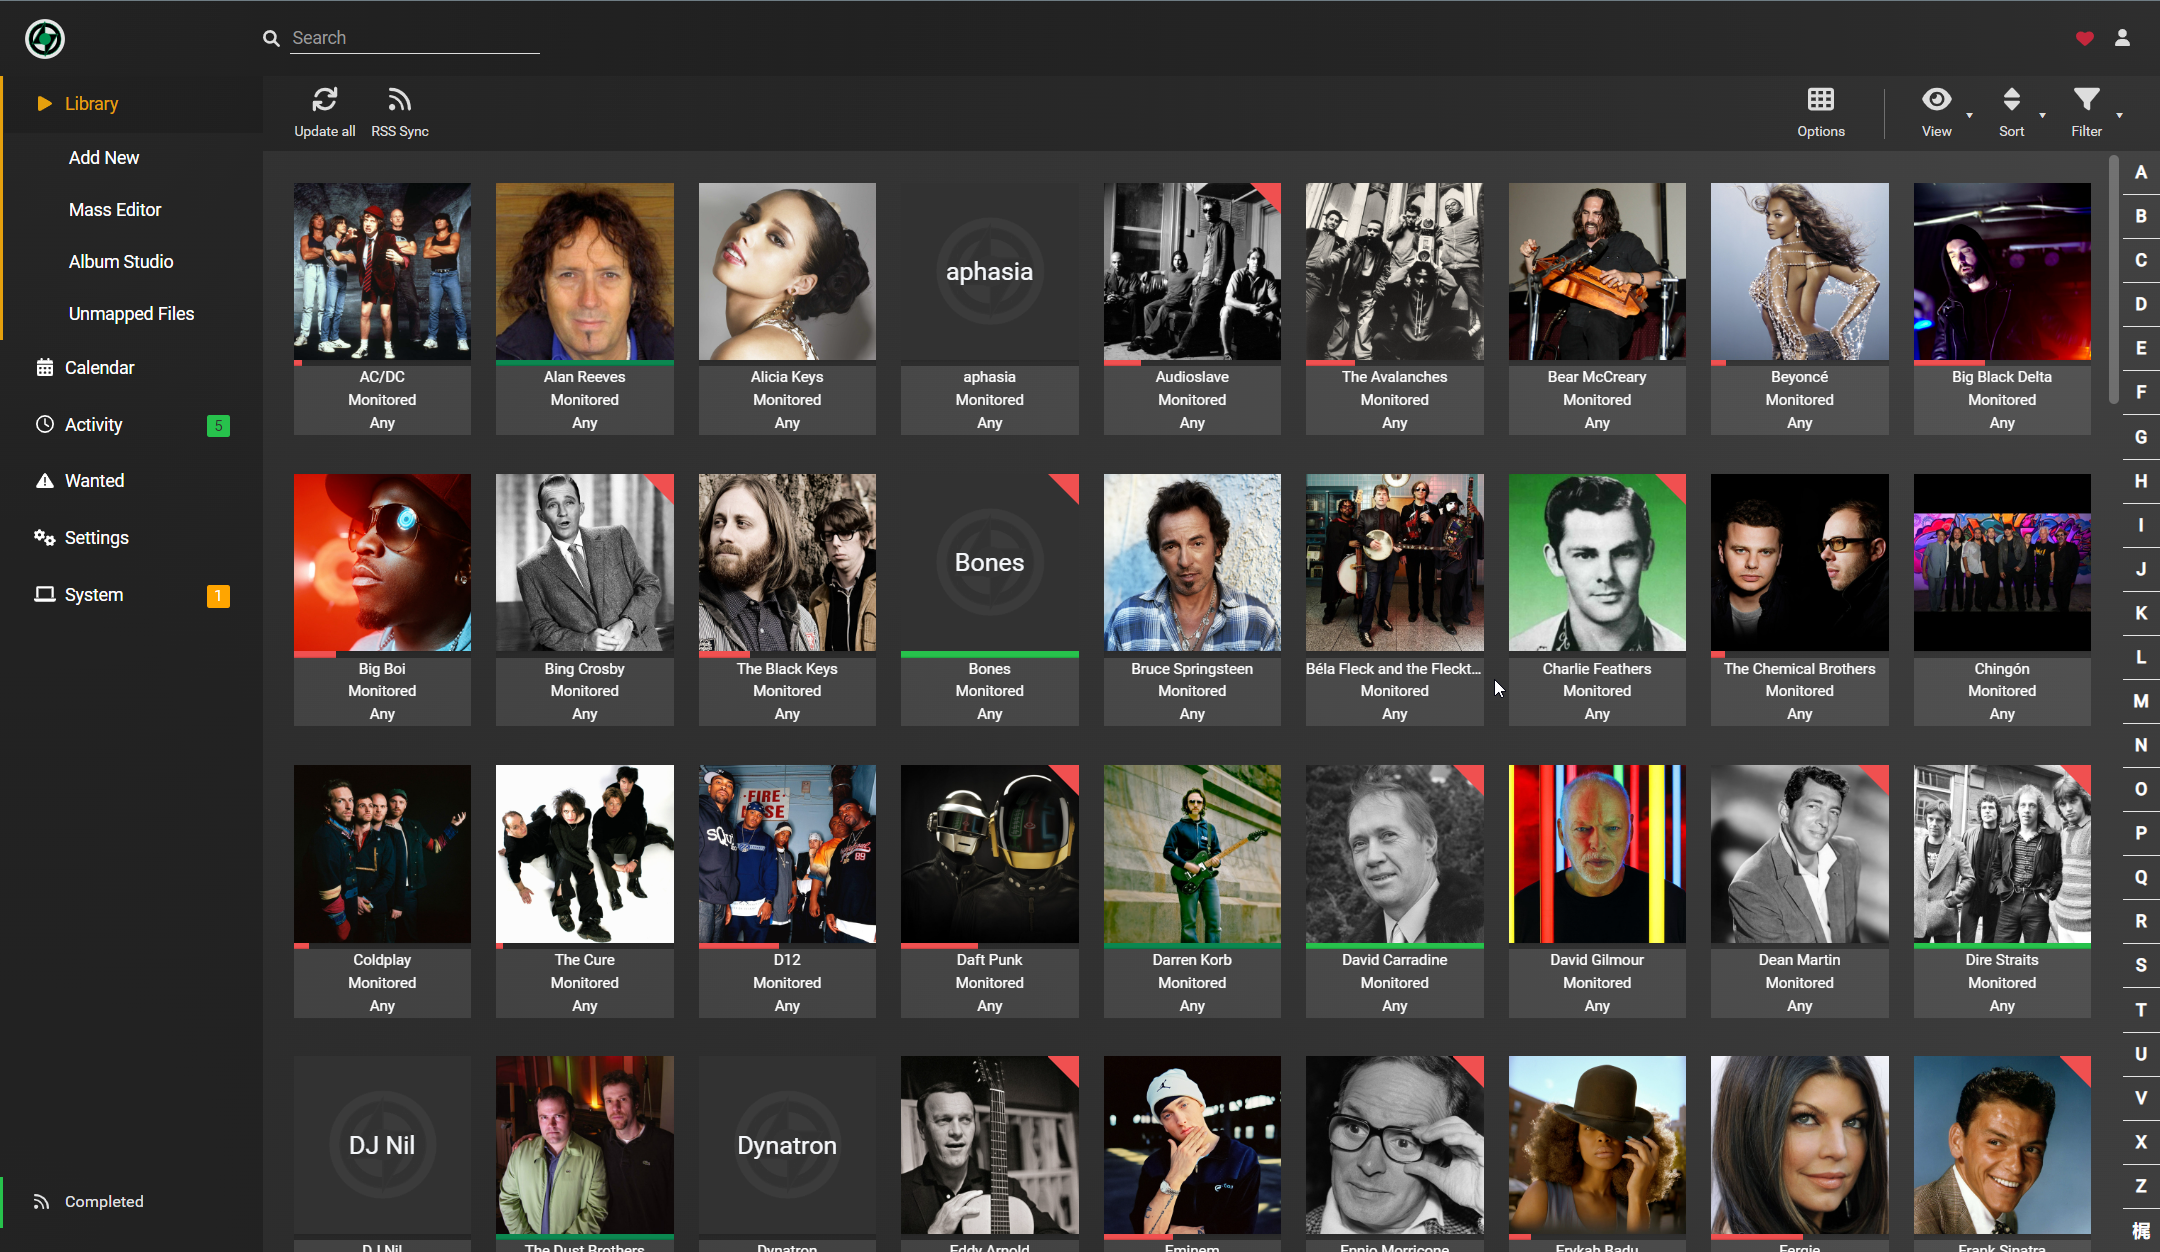 Search
Library
Add New
Mass Editor
Album Studio
Unmapped Files
Calendar
Activity 5
Wanted
Settings
System 1
Completed
Update all RSS Sync
Options View Sort Filter
aphasia
AC/DC Alan Reeves Alicia Keys aphasia Audioslave The Avalanches Bear McCreary Beyoncé Big Black Delta
Monitored Monitored Monitored Monitored Monitored Monitored Monitored Monitored Monitored
Any Any Any Any Any Any Any Any Any
Bones
Big Boi Bing Crosby The Black Keys Bones Bruce Springsteen Béla Fleck and the Fleckt... Charlie Feathers The Chemical Brothers Chingón
Monitored Monitored Monitored Monitored Monitored Monitored Monitored Monitored Monitored
Any Any Any Any Any Any Any Any Any
FIRE
Coldplay The Cure D12 Daft Punk Darren Korb David Carradine David Gilmour Dean Martin Dire Straits
Monitored Monitored Monitored Monitored Monitored Monitored Monitored Monitored Monitored
Any Any Any Any Any Any Any Any Any
DJ Nil Dynatron
DJ Nil The Dust Brothers Dynatron Eddy Arnold Eminem Ennio Morricone Erykah Badu Fergie Frank Sinatra
A
B
C
D
E
F
G
H
I
J
K
L
M
N
O
P
Q
R
S
T
U
V
X
Z
梶